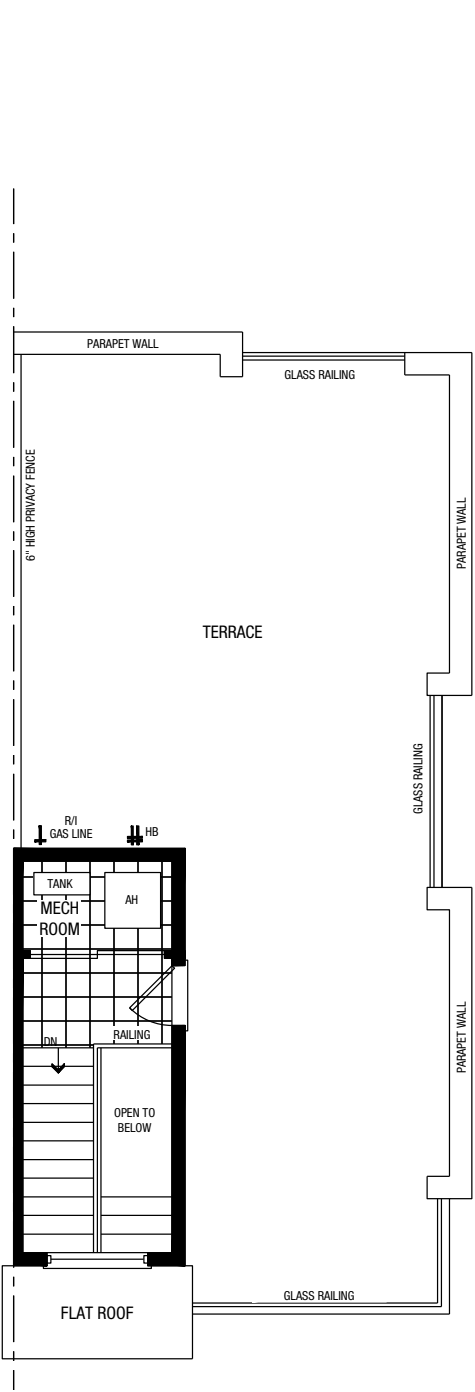 PARAPET WALL
GLASS RAILING
6" HIGH PRIVACY FENCE
PARAPET WALL
TERRACE
GLASS RAILING
R/I
GAS LINE
HB
TANK
AH
MECH
ROOM
RAILING
DN
OPEN TO
BELOW
PARAPET WALL
GLASS RAILING
FLAT ROOF